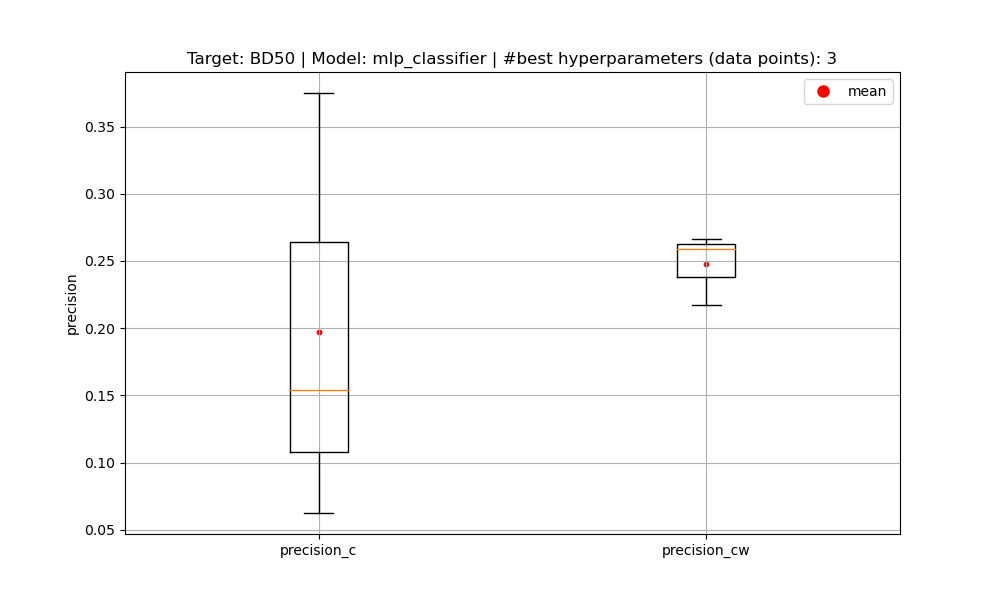 Target: BD50 | Model: mlp_classifier | #best hyperparameters (data points): 3
mean
0.35
0.30
0.25
0.20
0.15
0.10
0.05
precision
precision_c
precision_cw